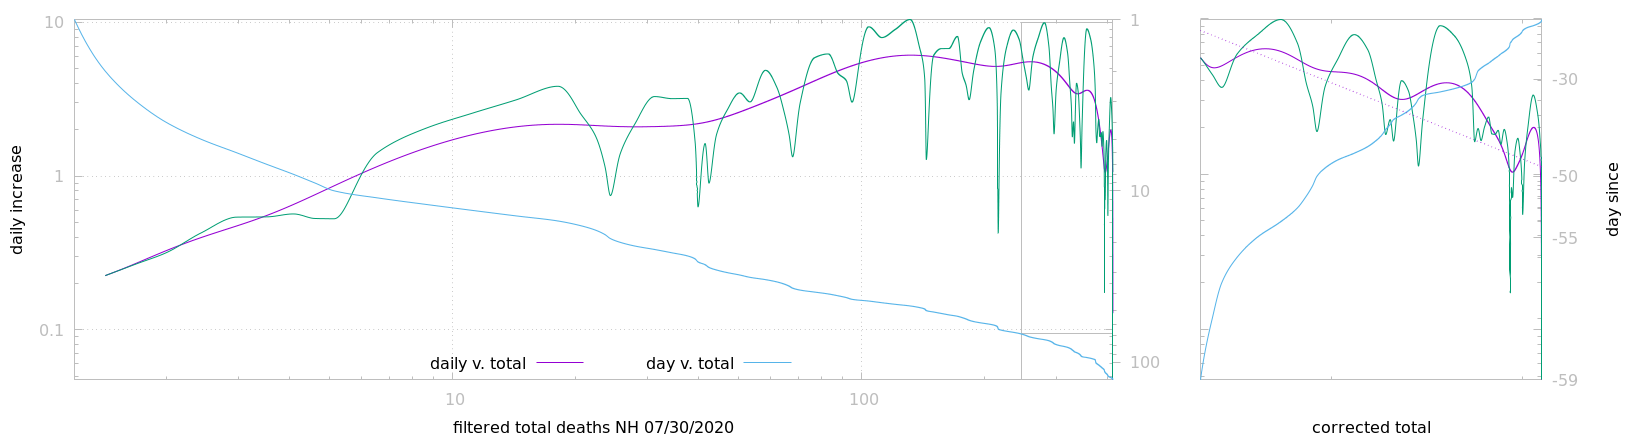 10
1
0.1
daily increase
10
100
1
10
100
daily v. total
day v. total
filtered total deaths NH 07/30/2020
-30
-50
-55
-59
day since
corrected total